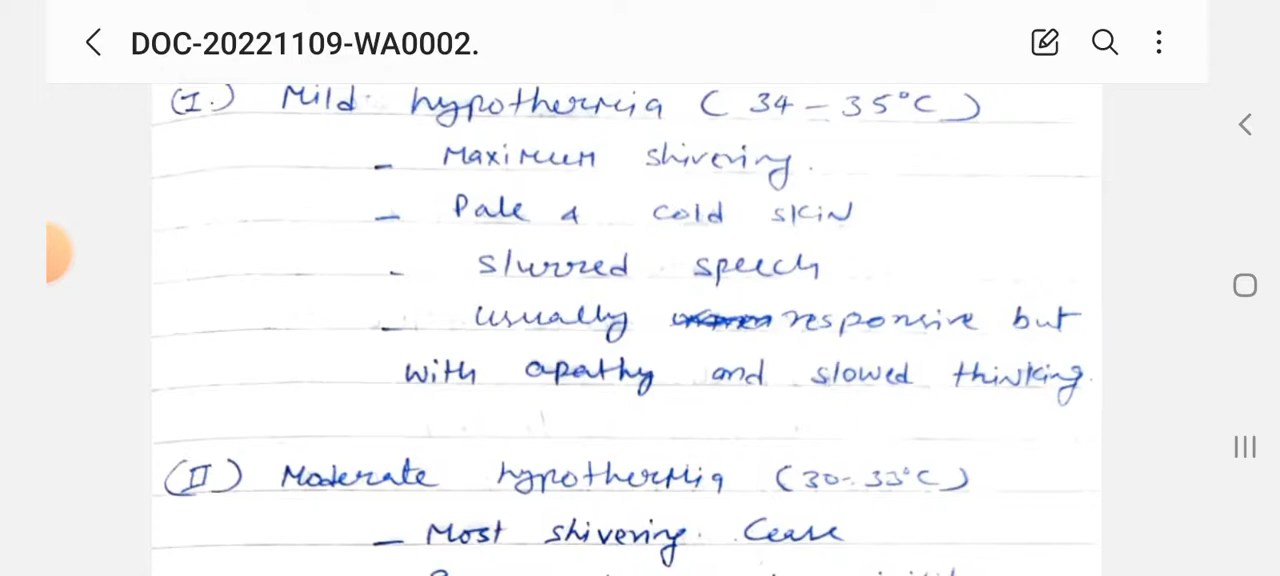 DOC-20221109-WA0002.
(I.) Mild hypothermia ( 34 - 35°C )
- Maximum shivering.
- Pale & cold skin
- Slurred speech
- Usually responsive but
with apathy and slowed thinking.
(II) Moderate hypothermia (30-33°C)
- Most shivering cease